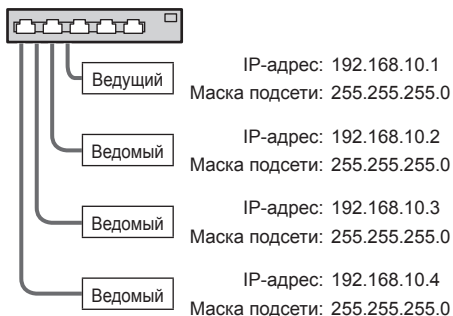 Ведущий
IP-адрес: 192.168.10.1
Маска подсети: 255.255.255.0
Ведомый
IP-адрес: 192.168.10.2
Маска подсети: 255.255.255.0
Ведомый
IP-адрес: 192.168.10.3
Маска подсети: 255.255.255.0
Ведомый
IP-адрес: 192.168.10.4
Маска подсети: 255.255.255.0